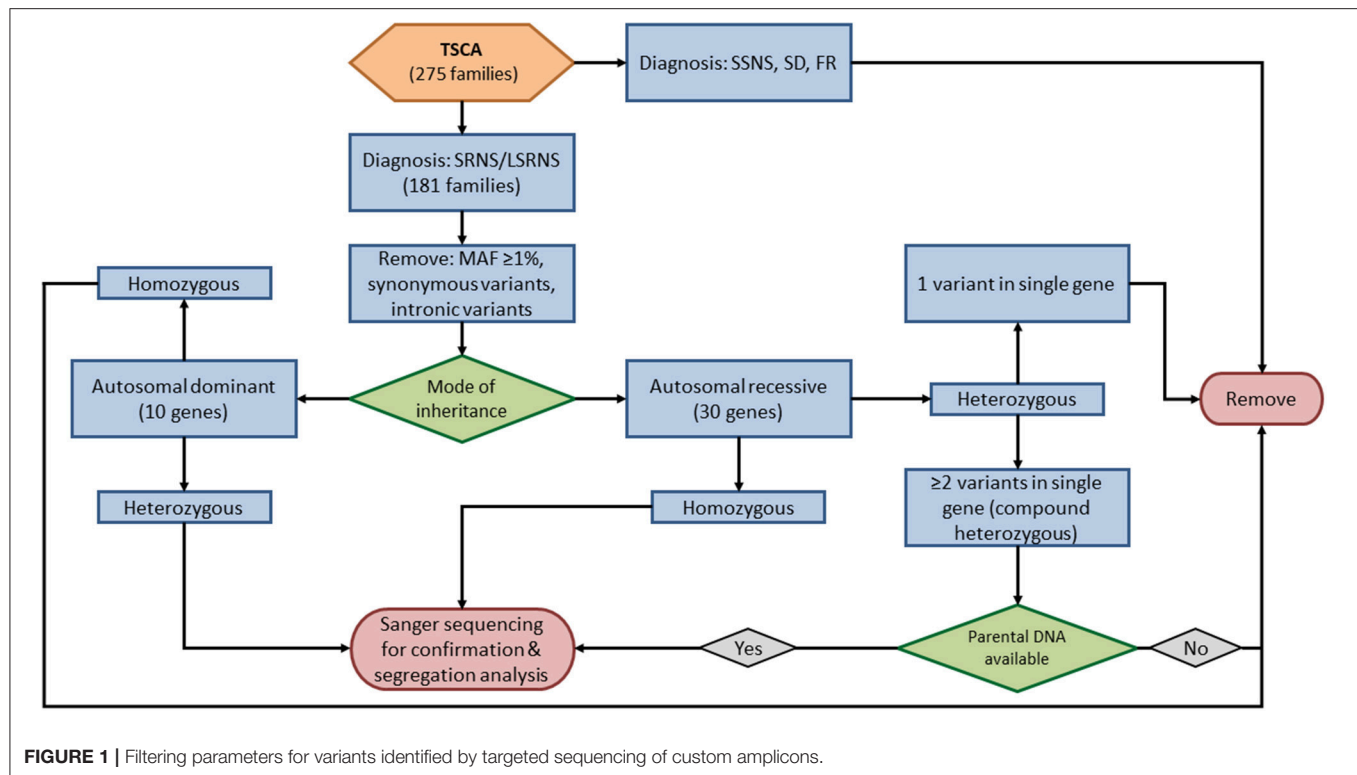 TSCA
(275 families)
Diagnosis: SSNS, SD, FR
Diagnosis: SRNS/LSRNS
(181 families)
Remove: MAF ≥1%,
synonymous variants,
intronic variants
Homozygous
1 variant in single gene
Autosomal dominant
(10 genes)
Mode of
inheritance
Autosomal recessive
(30 genes)
Heterozygous
Remove
Heterozygous
Homozygous
≥2 variants in single
gene (compound
heterozygous)
Sanger sequencing
for confirmation &
segregation analysis
Yes
Parental DNA
available
No
FIGURE 1 | Filtering parameters for variants identified by targeted sequencing of custom amplicons.